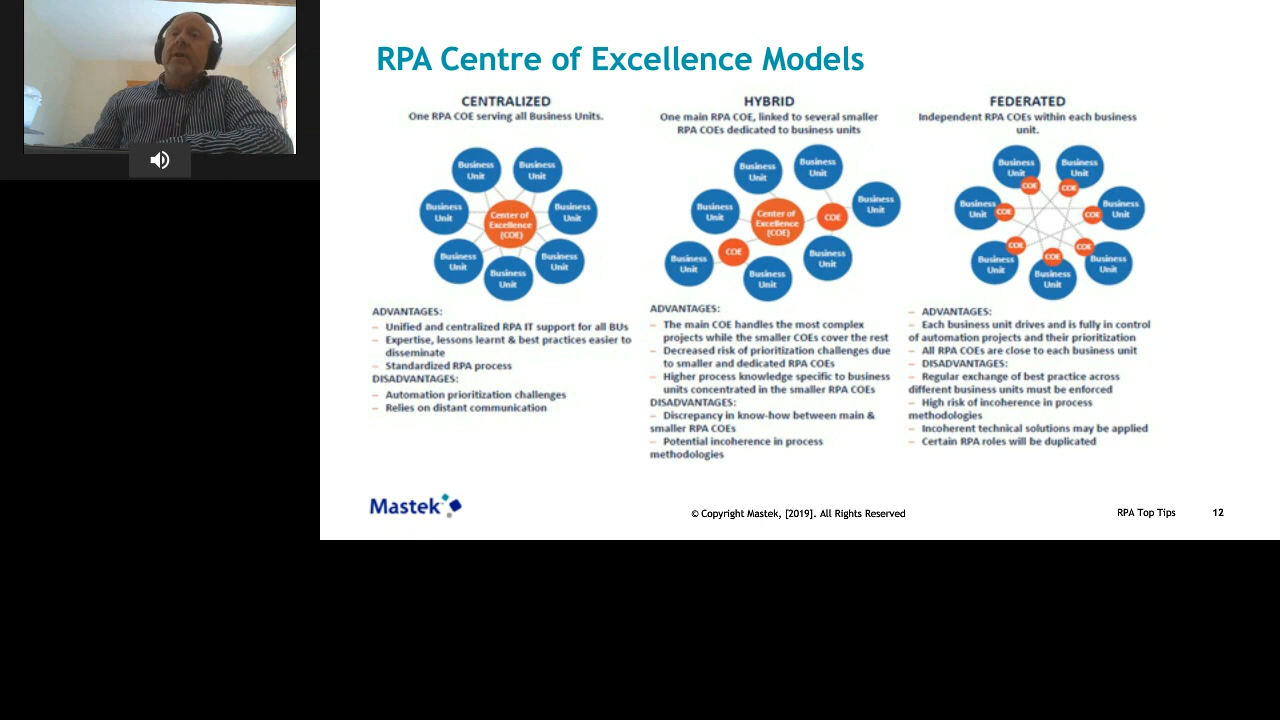 RPA Centre of Excellence Models
CENTRALIZED
One RPA COE serving all Business Units.
Business
Unit
Business
Unit
Business
Unit
Business
Unit
Center of
Excellence
(COE)
Business
Unit
Business
Unit
Business
Unit
ADVANTAGES:
– Unified and centralized RPA IT support for all BUs
– Expertise, lessons learnt & best practices easier to
disseminate
– Standardized RPA process
DISADVANTAGES:
– Automation prioritization challenges
– Relies on distant communication
HYBRID
One main RPA COE, linked to several smaller
RPA COEs dedicated to business units
Business
Unit
Business
Unit
Business
Unit
Business
Unit
Center of
Excellence
(COE)
COE
COE
Business
Unit
Business
Unit
Business
Unit
ADVANTAGES:
– The main COE handles the most complex
projects while the smaller COEs cover the rest
– Decreased risk of prioritization challenges due
to smaller and dedicated RPA COEs
– Higher process knowledge specific to business
units concentrated in the smaller RPA COEs
DISADVANTAGES:
– Discrepancy in know-how between main &
smaller RPA COEs
– Potential incoherence in process
methodologies
FEDERATED
Independent RPA COEs within each business
unit.
Business
Unit
Business
Unit
COE
COE
Business
Unit
COE
COE
Business
Unit
COE
COE
COE
Business
Unit
Business
Unit
Business
Unit
– ADVANTAGES:
– Each business unit drives and is fully in control
of automation projects and their prioritization
– All RPA COEs are close to each business unit
– DISADVANTAGES:
– Regular exchange of best practice across
different business units must be enforced
– High risk of incoherence in process
methodologies
– Incoherent technical solutions may be applied
– Certain RPA roles will be duplicated
Mastek
© Copyright Mastek, [2019]. All Rights Reserved
RPA Top Tips
12